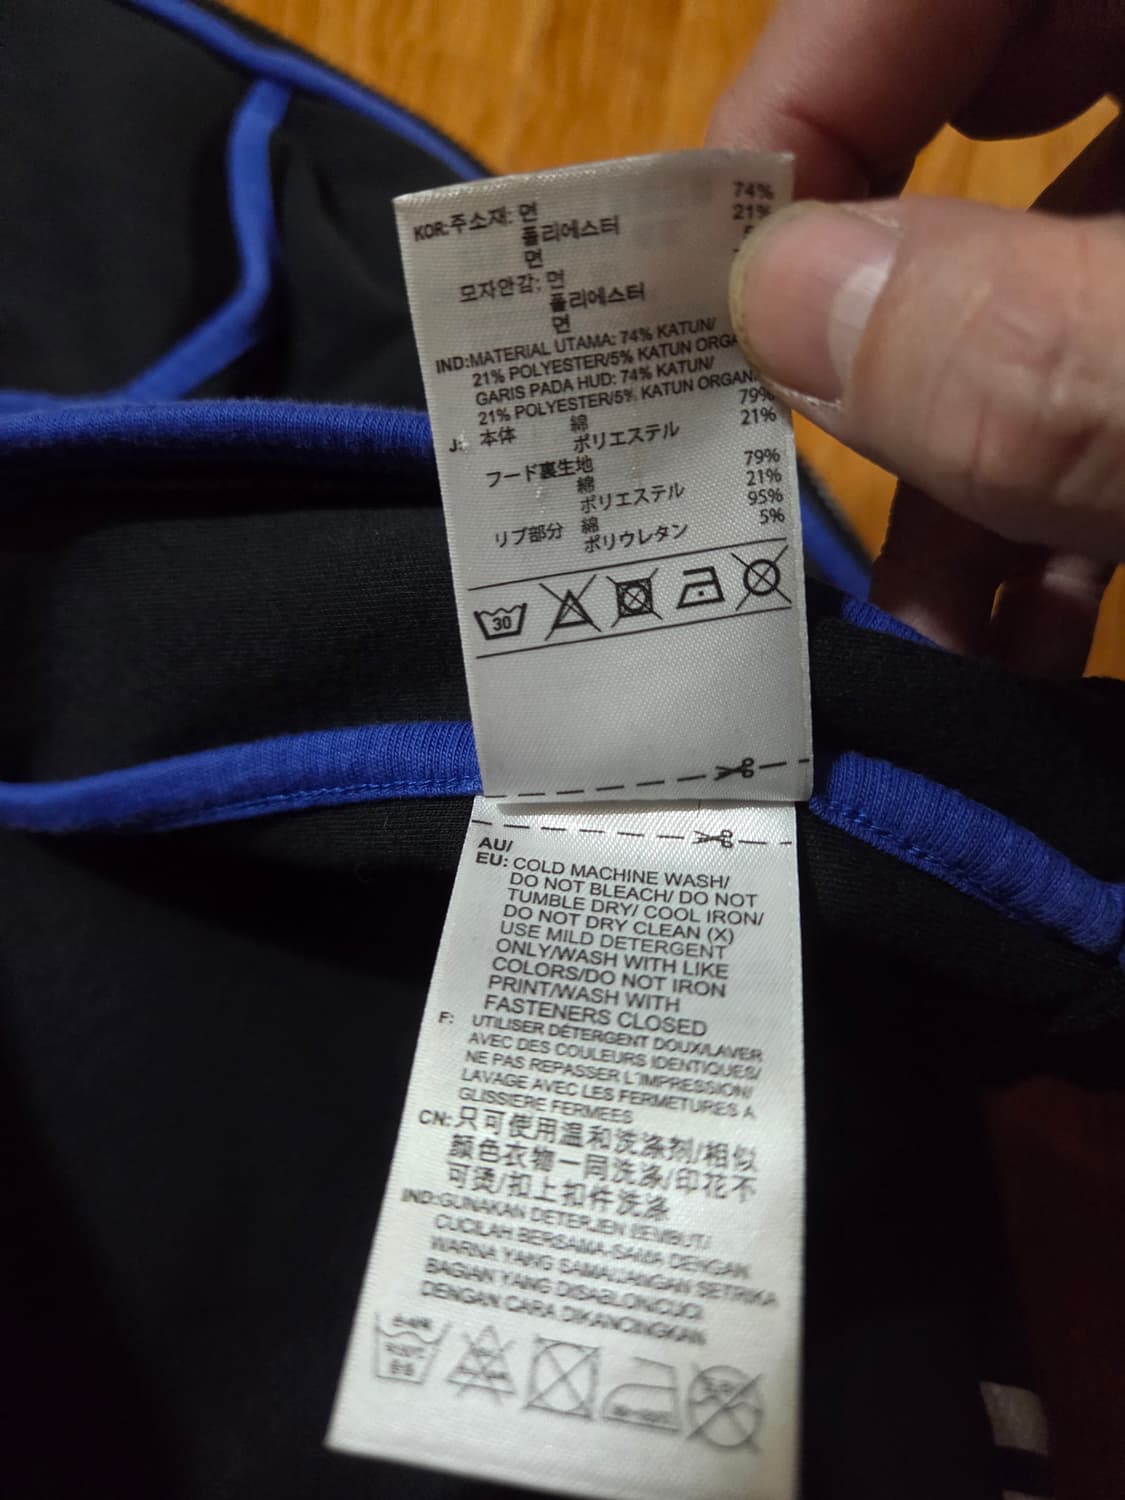 KOR:주소재: 면 74%
폴리에스터 21%
면
모자안감: 면
폴리에스터
면
IND:MATERIAL UTAMA: 74% KATUN/
21% POLYESTER/5% KATUN
GARIS PADA HUD: 74% KATUN/
21% POLYESTER/5% KATUN
J: 本体 綿 79%
ポリエステル 21%
フード裏生地
綿 79%
ポリエステル 21%
リブ部分 綿 95%
ポリウレタン 5%
30
AU/
EU: COLD MACHINE WASH/
DO NOT BLEACH/ DO NOT
TUMBLE DRY/ COOL IRON/
DO NOT DRY CLEAN (X)
USE MILD DETERGENT
ONLY/WASH WITH LIKE
COLORS/DO NOT IRON
PRINT/WASH WITH
FASTENERS CLOSED
F: UTILISER DÉTERGENT DOUX/LAVER
AVEC DES COULEURS IDENTIQUES/
NE PAS REPASSER L'IMPRESSION/
LAVAGE AVEC LES FERMETURES A
GLISSIERE FERMEES
CN:只可使用温和洗涤剂/相似
颜色衣物一同洗涤/印花不
可烫/扣上扣件洗涤
IND:GUNAKAN DETERJEN LEMBUT/
CUCILAH BERSAMA-SAMA DENGAN
WARNA YANG SAMA/JANGAN SETRIKA
BAGIAN YANG DISABLON/CUCI
DENGAN CARA DIKANCINGKAN